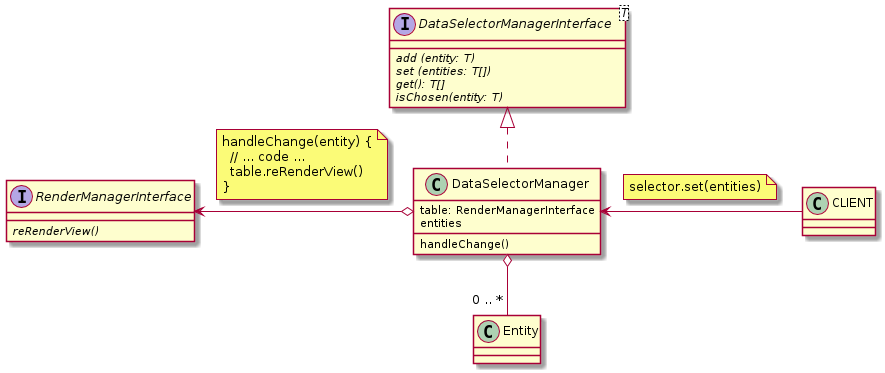 I DataSelectorManagerInterface T
add (entity: T)
set (entities: T[])
get(): T[]
isChosen(entity: T)
handleChange(entity) {
// ... code ...
table.reRenderView()
}
I RenderManagerInterface
reRenderView()
C DataSelectorManager
table: RenderManagerInterface
entities
handleChange()
selector.set(entities)
C CLIENT
0 .. *
C Entity